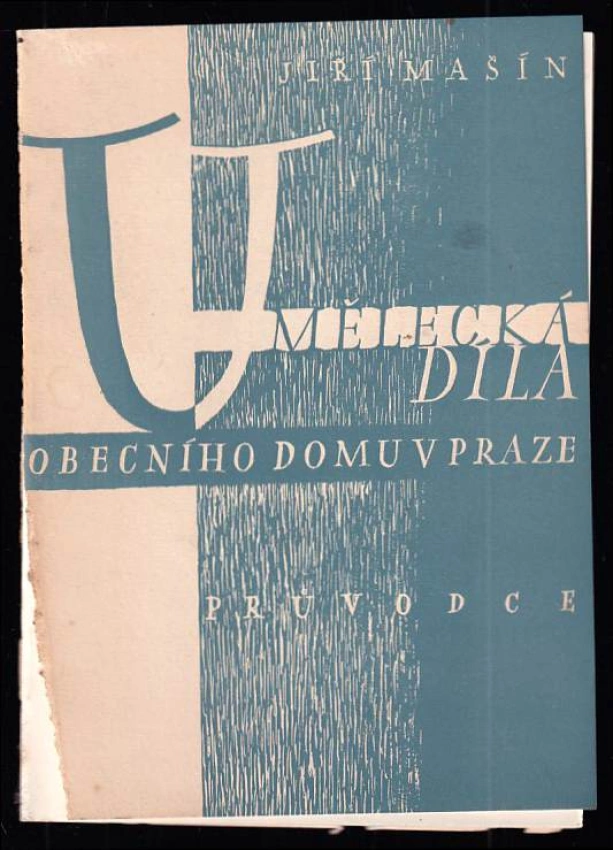 JIŘÍ MAŠÍN
UMĚLECKÁ
DÍLA
OBECNÍHO DOMU V PRAZE
PRŮVODCE